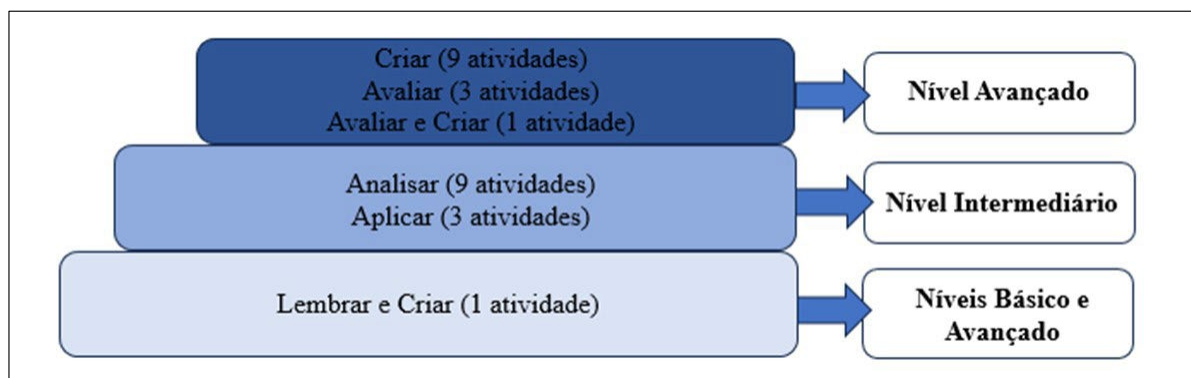 Criar (9 atividades)
Avaliar (3 atividades)
Avaliar e Criar (1 atividade)
Nível Avançado
Analisar (9 atividades)
Aplicar (3 atividades)
Nível Intermediário
Lembrar e Criar (1 atividade)
Níveis Básico e
Avançado